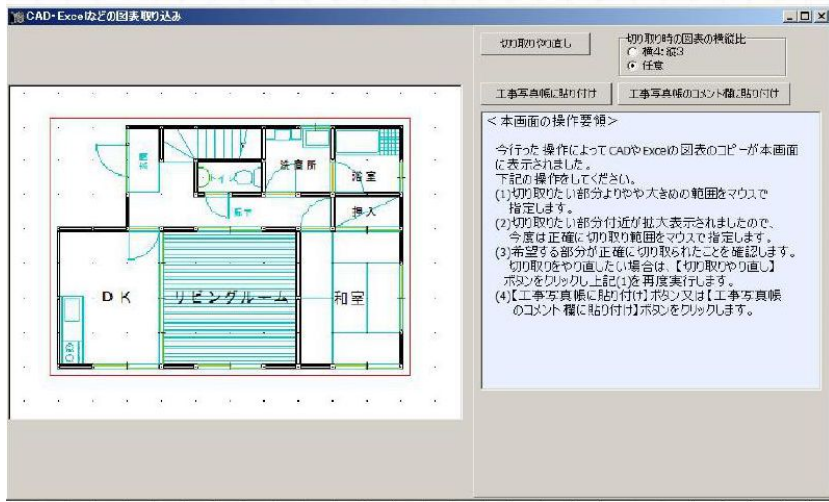 CAD・Excelなどの図表取り込み
切り取りやり直し
切り取り時の図表の横縦比
横4:縦3
任意
工事写真帳に貼り付け
工事写真帳のコメント欄に貼り付け
<本画面の操作要領>
今行った操作によってCADやExcelの図表のコピーが本画面
に表示されました。
下記の操作をしてください。
(1)切り取りたい部分よりやや大きめの範囲をマウスで
指定します。
(2)切り取りたい部分付近が拡大表示されましたので、
今度は正確に切り取り範囲をマウスで指定します。
(3)希望する部分が正確に切り取られたことを確認します。
切り取りをやり直したい場合は、【切り取りやり直し】
ボタンをクリックし上記(1)を再度実行します。
(4)【工事写真帳に貼り付け】ボタン又は【工事写真帳
のコメント欄に貼り付け】ボタンをクリックします。
玄関
トイレ
洗面所
浴室
廊下
押入
DK
リビングルーム
和室